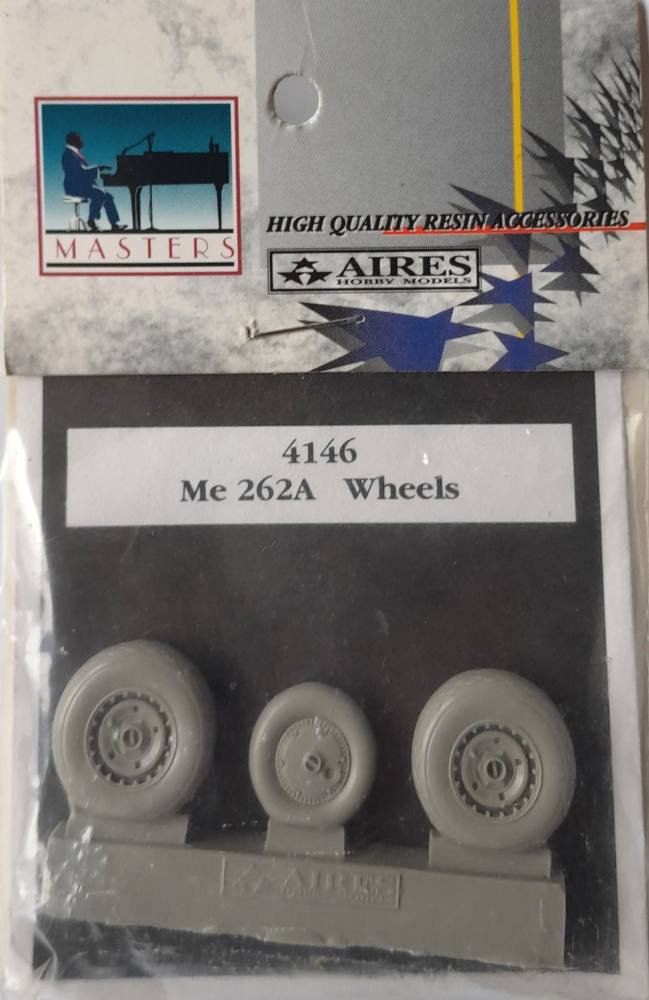 MASTERS
HIGH QUALITY RESIN ACCESSORIES
AIRES
HOBBY MODELS
4146
Me 262A Wheels
AIRES